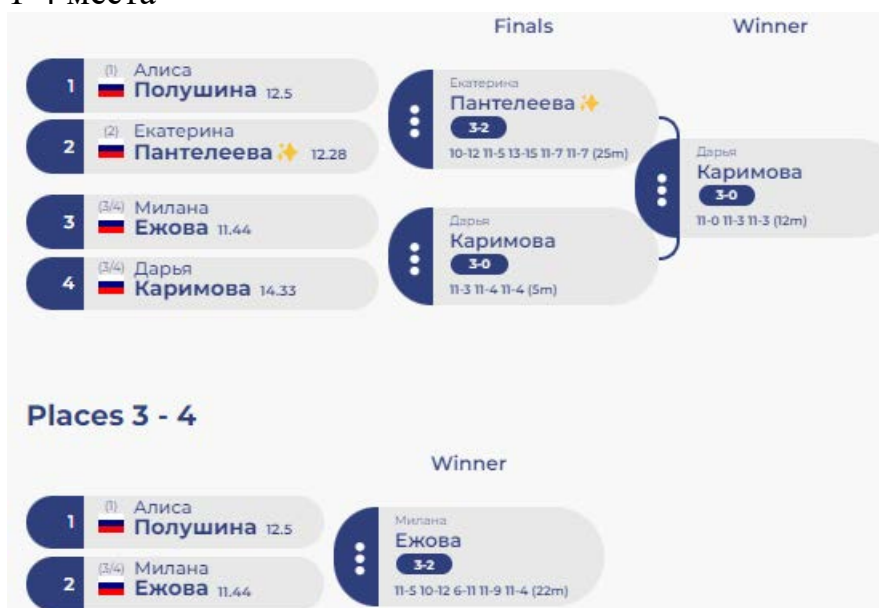 1-4 места
Finals
Winner
1
(1) Алиса
Полушина 12.5
2
(2) Екатерина
Пантелеева✨ 12.28
3
(3/4) Милана
Ежова 11.44
4
(3/4) Дарья
Каримова 14.33
Екатерина
Пантелеева✨
3-2
10-12 11-5 13-15 11-7 11-7 (25m)
Дарья
Каримова
3-0
11-3 11-4 11-4 (5m)
Дарья
Каримова
3-0
11-0 11-3 11-3 (12m)
Places 3 - 4
Winner
1
(1) Алиса
Полушина 12.5
2
(3/4) Милана
Ежова 11.44
Милана
Ежова
3-2
11-5 10-12 6-11 11-9 11-4 (22m)